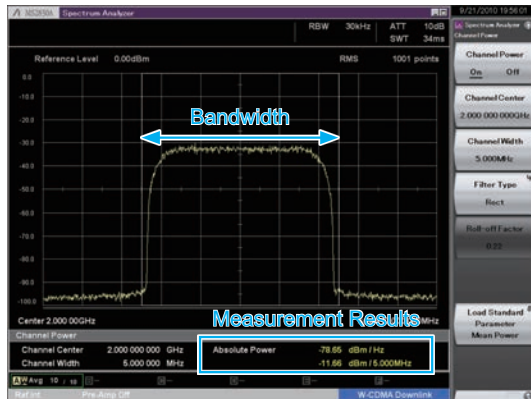 MS2830A Spectrum Analyzer
9/21/2010 19:56:01
RBW 30kHz ATT 10dB
SWT 34ms
Reference Level 0.00dBm RMS 1001 points
0.0
-10.0
-20.0
-30.0
-40.0
-50.0
-60.0
-70.0
-80.0
-90.0
-100.0
Bandwidth
Measurement Results
Center 2.000 00GHz MHz
Channel Power
Channel Center 2.000 000 000 GHz Absolute Power -78.65 dBm / Hz
Channel Width 5.000 000 MHz -11.66 dBm / 5.000MHz
Avg 10 / 10
Ref.Int Pre-Amp Off W-CDMA Downlink
Spectrum Analyzer
Channel Power
Channel Power
On Off
Channel Center
2.000 000 000GHz
Channel Width
5.000MHz
Filter Type
Rect
Roll-off Factor
0.22
Load Standard
Parameter
Mean Power